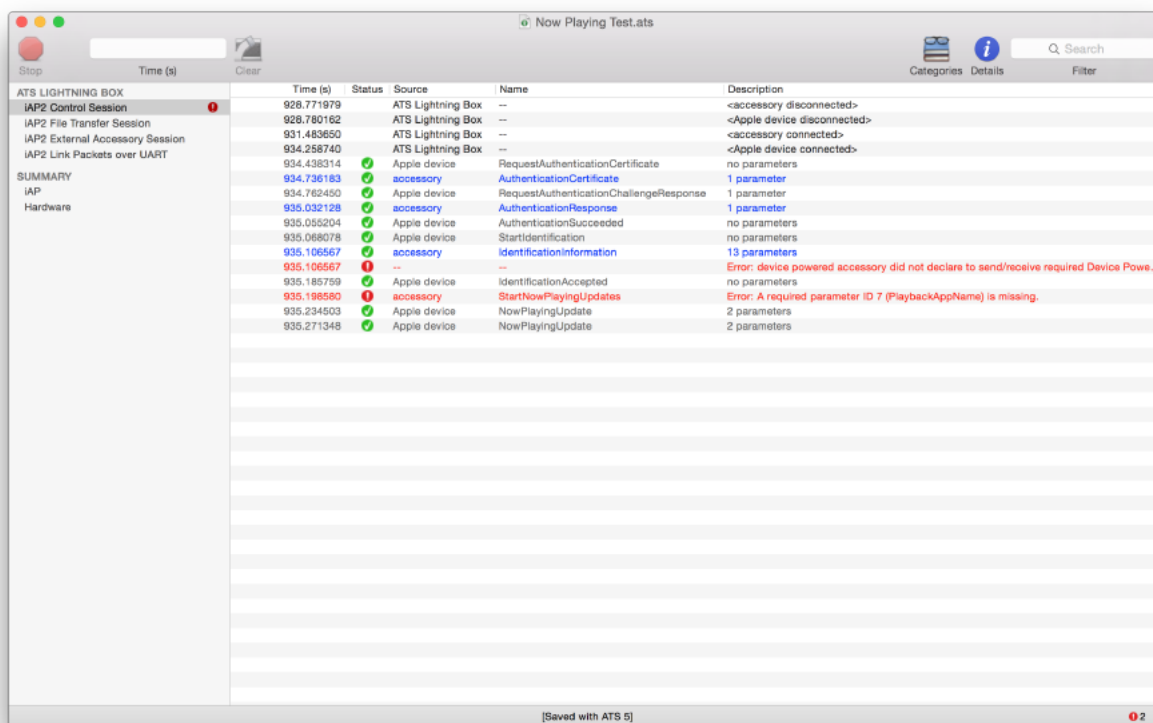 Now Playing Test.ats
Stop Time (s) Clear Categories Details Search Filter
ATS LIGHTNING BOX
iAP2 Control Session
iAP2 File Transfer Session
iAP2 External Accessory Session
iAP2 Link Packets over UART
SUMMARY
iAP
Hardware
Time (s) Status Source Name Description
928.771979 ATS Lightning Box -- <accessory disconnected>
928.780162 ATS Lightning Box -- <Apple device disconnected>
931.483650 ATS Lightning Box -- <accessory connected>
934.258740 ATS Lightning Box -- <Apple device connected>
934.438314 Apple device RequestAuthenticationCertificate no parameters
934.736183 accessory AuthenticationCertificate 1 parameter
934.762450 Apple device RequestAuthenticationChallengeResponse 1 parameter
935.032128 accessory AuthenticationResponse 1 parameter
935.055204 Apple device AuthenticationSucceeded no parameters
935.068078 Apple device StartIdentification no parameters
935.106567 accessory IdentificationInformation 13 parameters
935.106567 -- -- Error: device powered accessory did not declare to send/receive required Device Powe...
935.185759 Apple device IdentificationAccepted no parameters
935.198580 accessory StartNowPlayingUpdates Error: A required parameter ID 7 (PlaybackAppName) is missing.
935.234503 Apple device NowPlayingUpdate 2 parameters
935.271348 Apple device NowPlayingUpdate 2 parameters
[Saved with ATS 5]
2